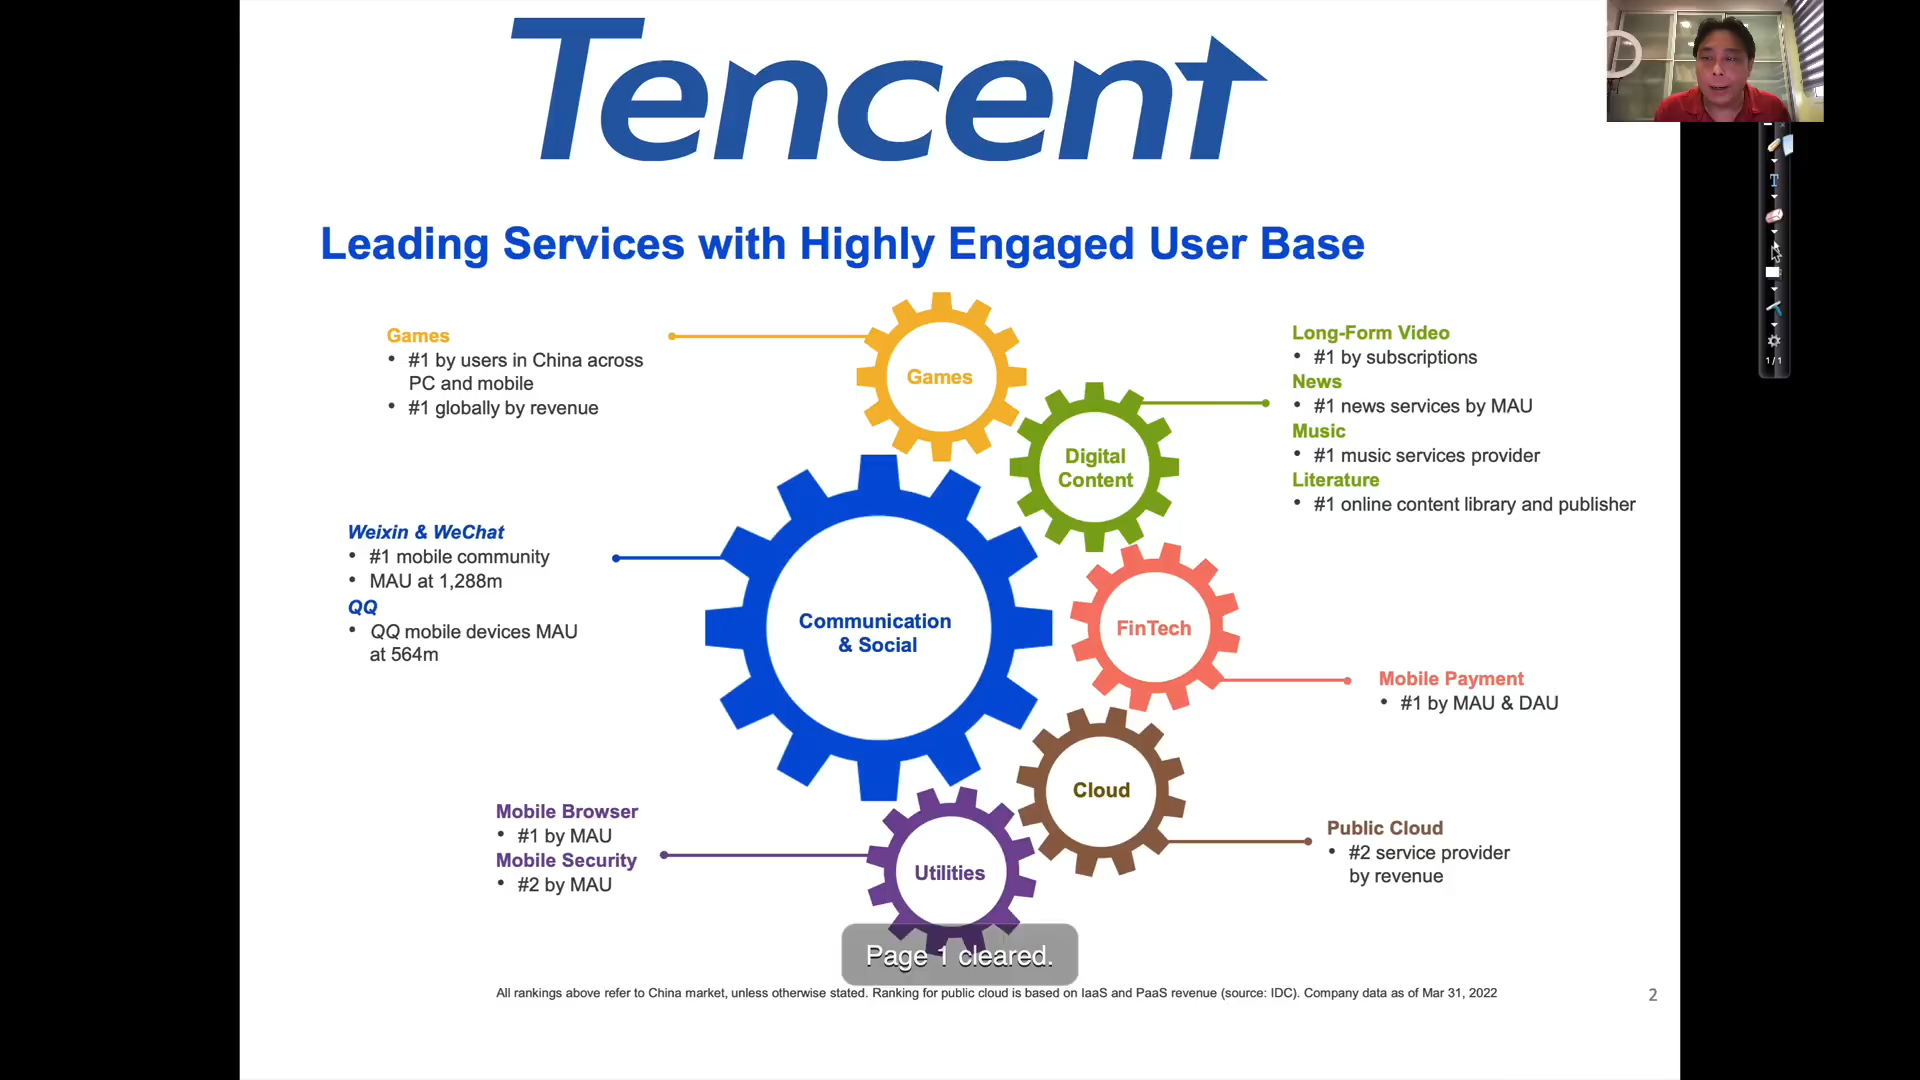 Tencent
Leading Services with Highly Engaged User Base
Games
• #1 by users in China across
PC and mobile
• #1 globally by revenue
Weixin & WeChat
• #1 mobile community
• MAU at 1,288m
QQ
• QQ mobile devices MAU
at 564m
Mobile Browser
• #1 by MAU
Mobile Security
• #2 by MAU
Games
Digital
Content
Communication
& Social
FinTech
Cloud
Utilities
Long-Form Video
• #1 by subscriptions
News
• #1 news services by MAU
Music
• #1 music services provider
Literature
• #1 online content library and publisher
Mobile Payment
• #1 by MAU & DAU
Public Cloud
• #2 service provider
by revenue
Page 1 cleared.
All rankings above refer to China market, unless otherwise stated. Ranking for public cloud is based on IaaS and PaaS revenue (source: IDC). Company data as of Mar 31, 2022
2
T
1/1